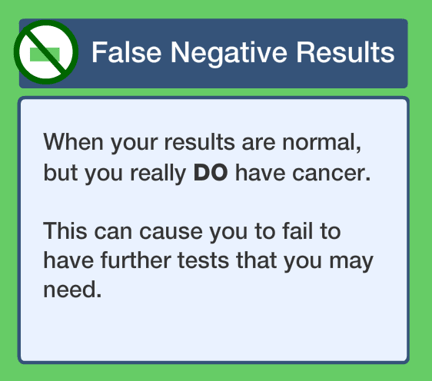 False Negative Results
When your results are normal,
but you really DO have cancer.
This can cause you to fail to
have further tests that you may
need.